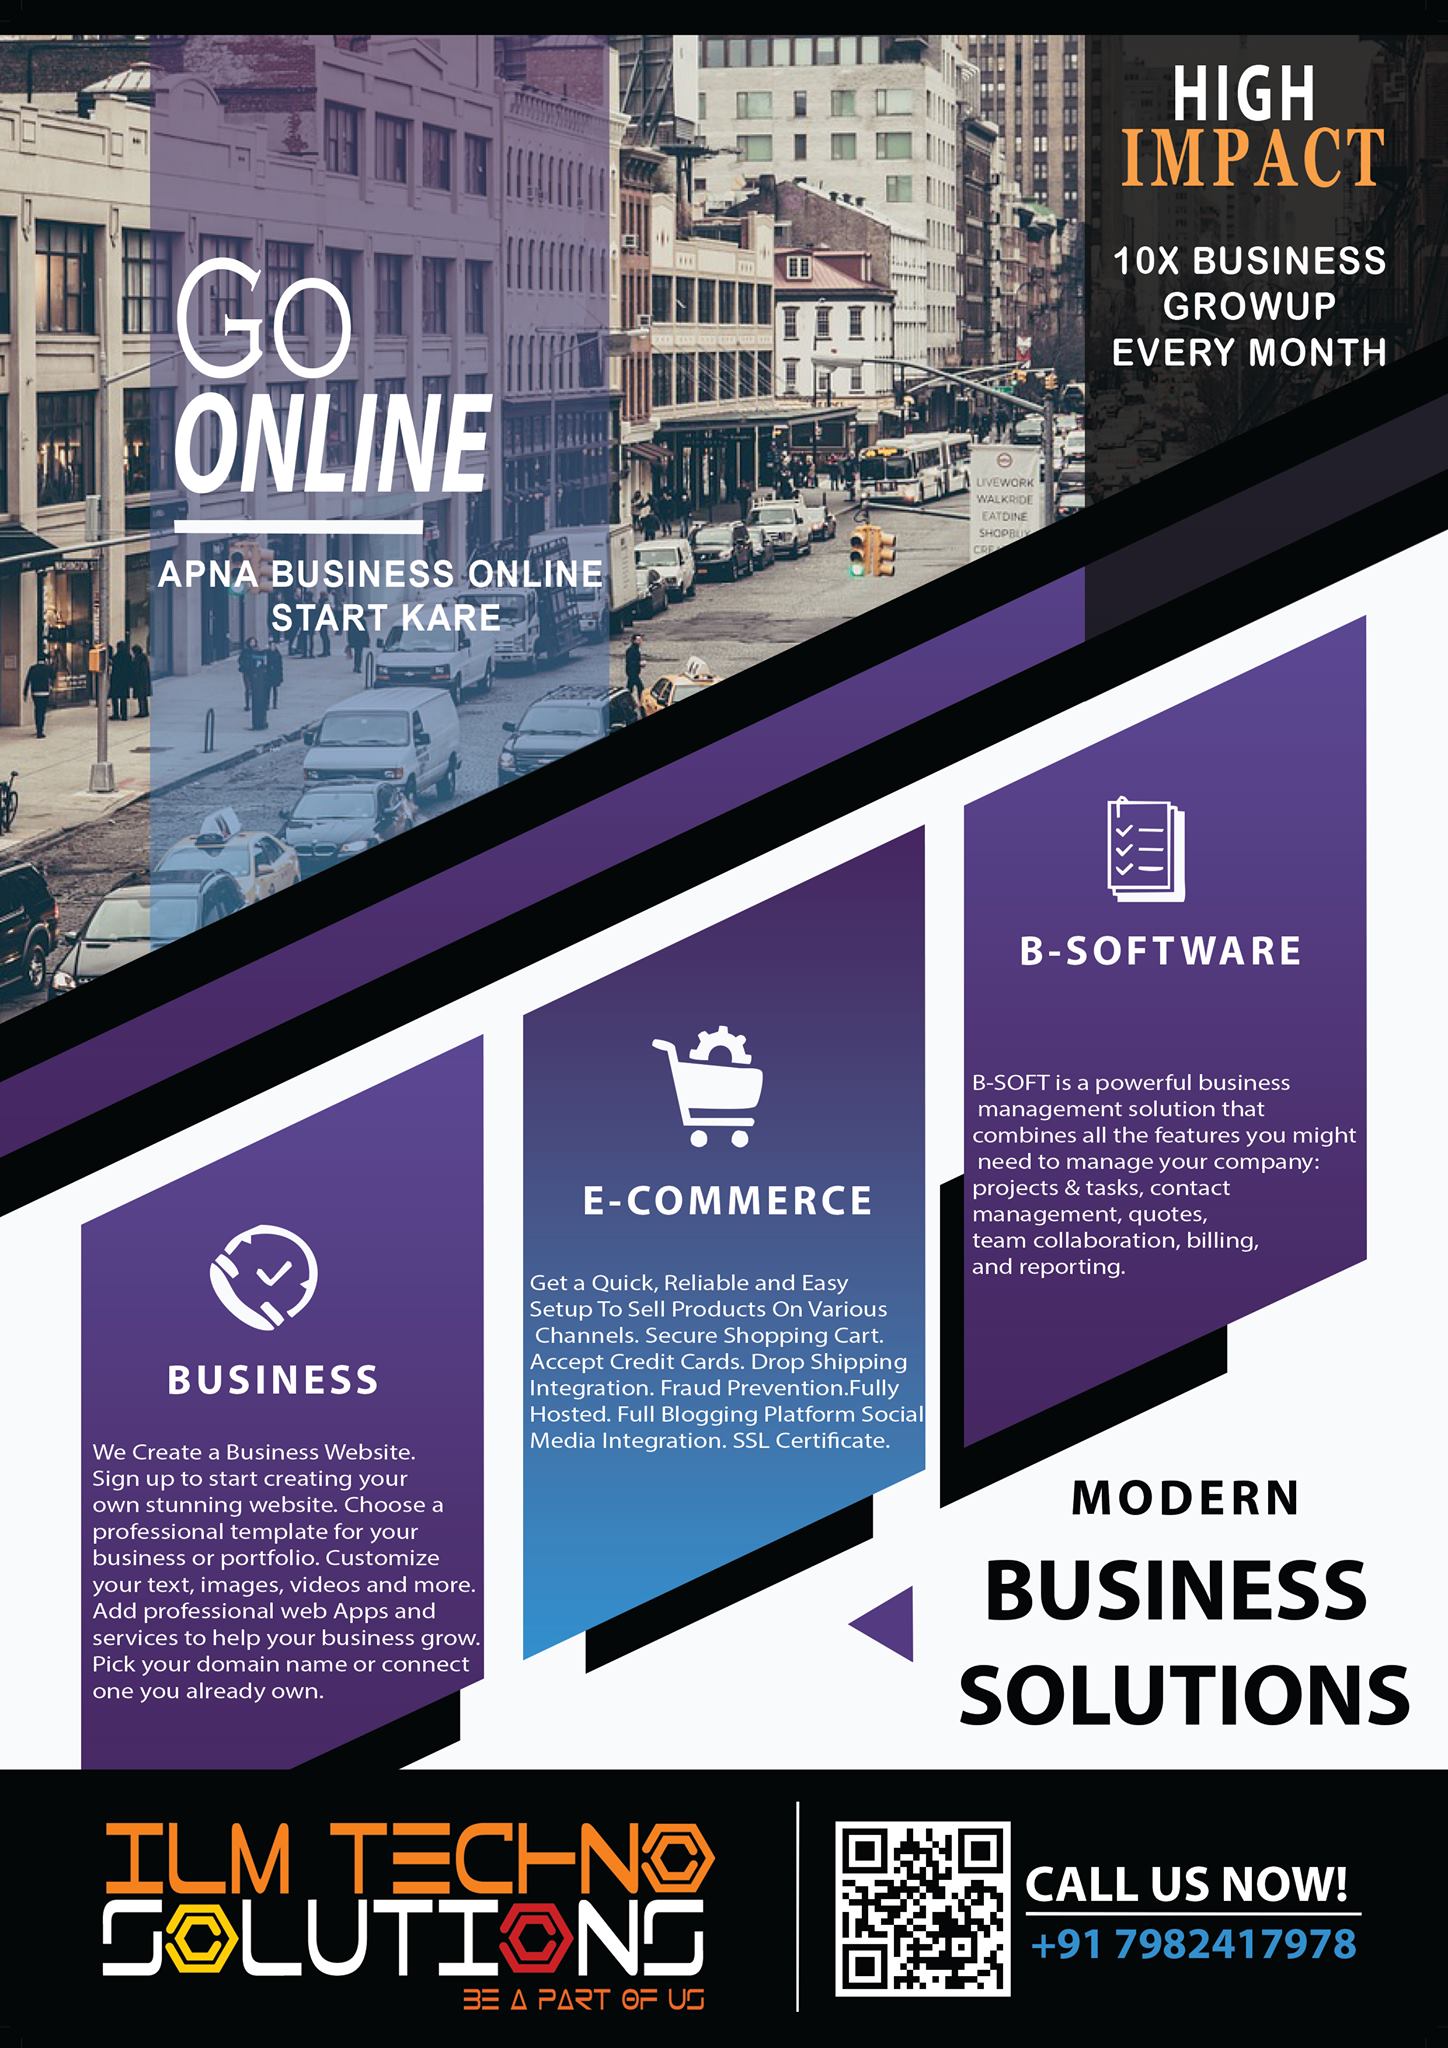 HIGH
IMPACT
10X BUSINESS
GROWUP
EVERY MONTH
GO
ONLINE
APNA BUSINESS ONLINE
START KARE
LIVEWORK
WALKRIDE
EATDINE
SHOPBUY
B-SOFTWARE
B-SOFT is a powerful business
management solution that
combines all the features you might
need to manage your company:
projects & tasks, contact
management, quotes,
team collaboration, billing,
and reporting.
E-COMMERCE
Get a Quick, Reliable and Easy
Setup To Sell Products On Various
Channels. Secure Shopping Cart.
Accept Credit Cards. Drop Shipping
Integration. Fraud Prevention.Fully
Hosted. Full Blogging Platform Social
Media Integration. SSL Certificate.
BUSINESS
We Create a Business Website.
Sign up to start creating your
own stunning website. Choose a
professional template for your
business or portfolio. Customize
your text, images, videos and more.
Add professional web Apps and
services to help your business grow.
Pick your domain name or connect
one you already own.
MODERN
BUSINESS
SOLUTIONS
ILM TECHNO
SOLUTIONS
BE A PART OF US
CALL US NOW!
+91 7982417978